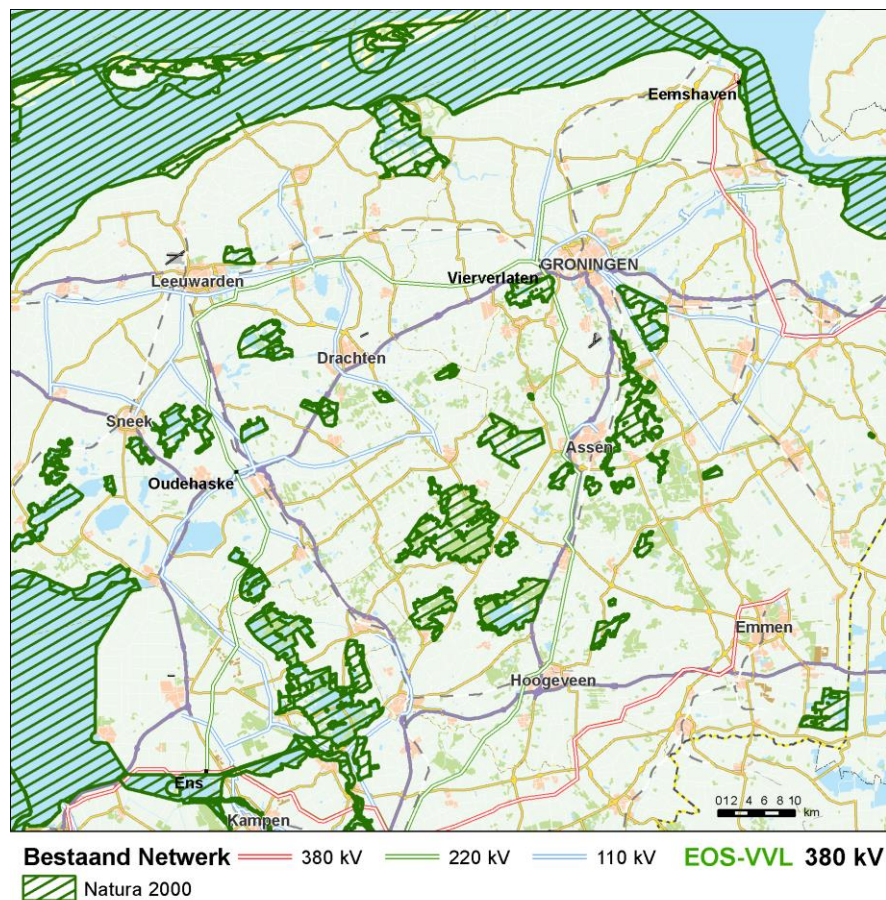 Eemshaven
GRONINGEN
Vierverlaten
Leeuwarden
Drachten
Sneek
Assen
Oudehaske
Emmen
Hoogeveen
Ens
Kampen
0 1 2 4 6 8 10
km
Bestaand Netwerk 380 kV 220 kV 110 kV EOS-VVL 380 kV
Natura 2000